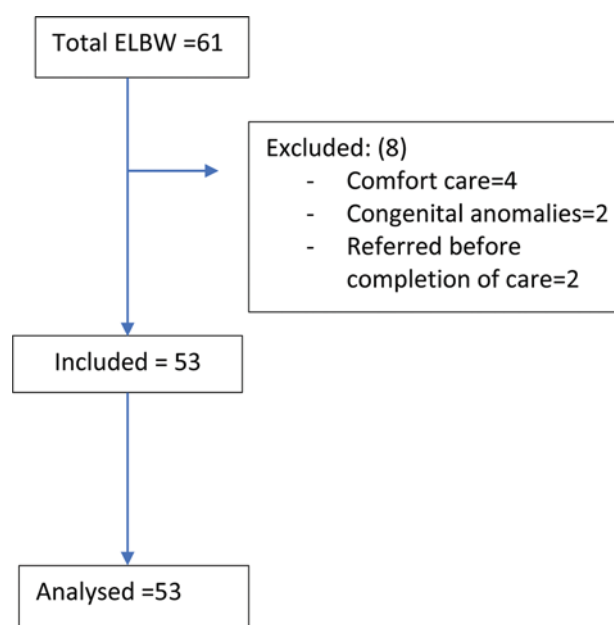 Total ELBW =61
Excluded: (8)
- Comfort care=4
- Congenital anomalies=2
- Referred before
completion of care=2
Included = 53
Analysed =53